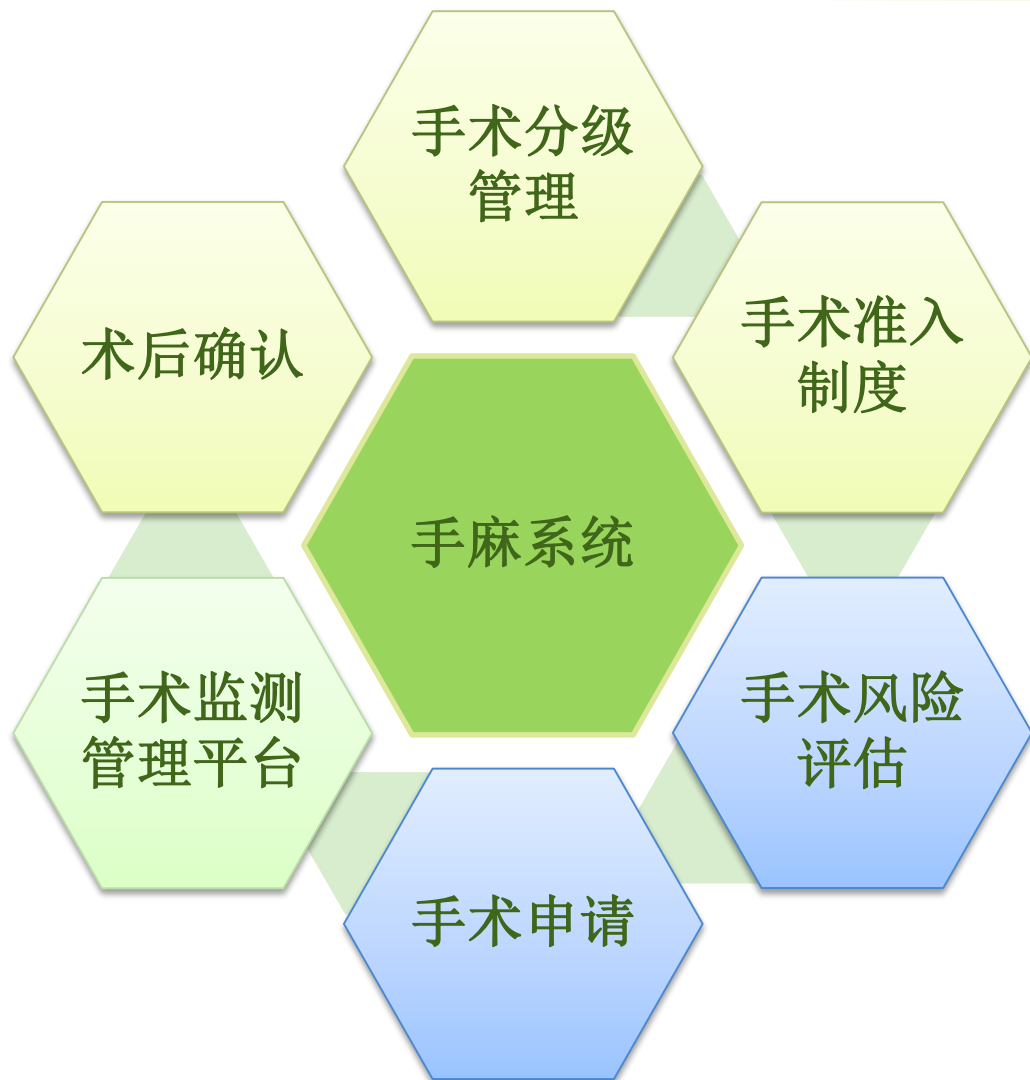 手术分级
管理
手术准入
制度
术后确认
手麻系统
手术风险
评估
手术监测
管理平台
手术申请